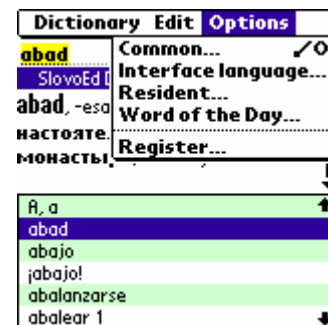 Dictionary Edit Options
abad
Common... ✓O
SlovoEd
Interface language...
Resident...
abad, -esa
Word of the Day...
настояте
Register...
монасты
A, a
abad
abajo
¡abajo!
abalanzarse
abalear 1